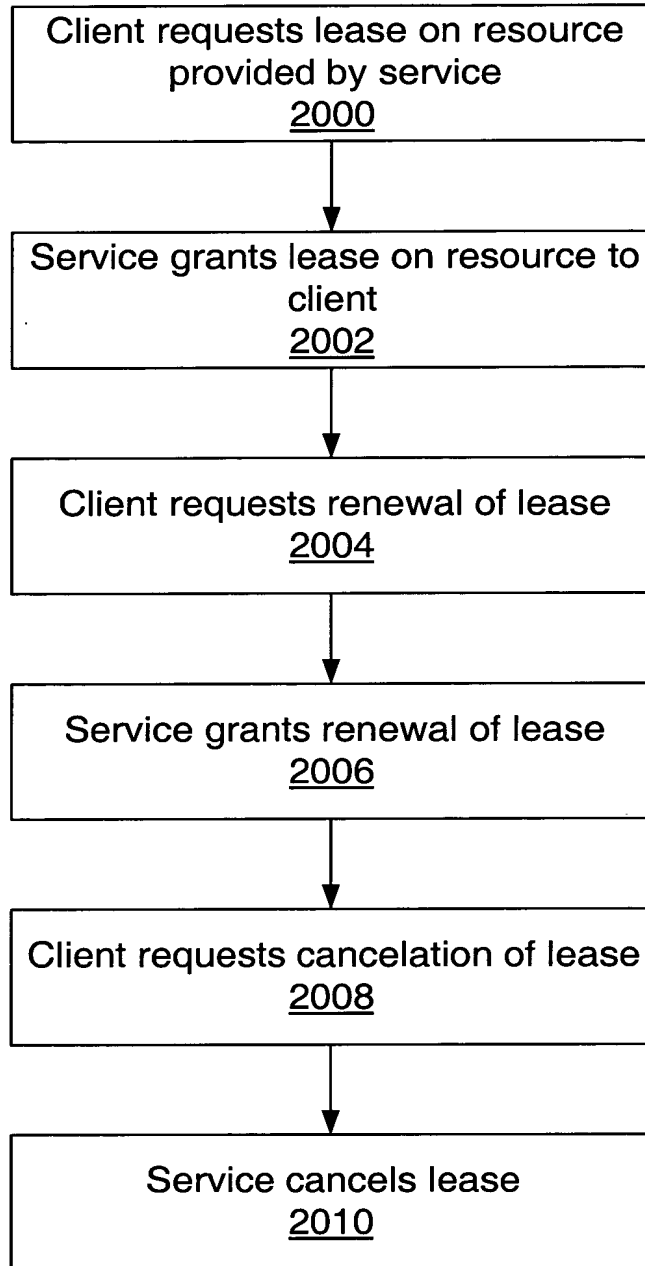 Client requests lease on resource
provided by service
2000
Service grants lease on resource to
client
2002
Client requests renewal of lease
2004
Service grants renewal of lease
2006
Client requests cancelation of lease
2008
Service cancels lease
2010